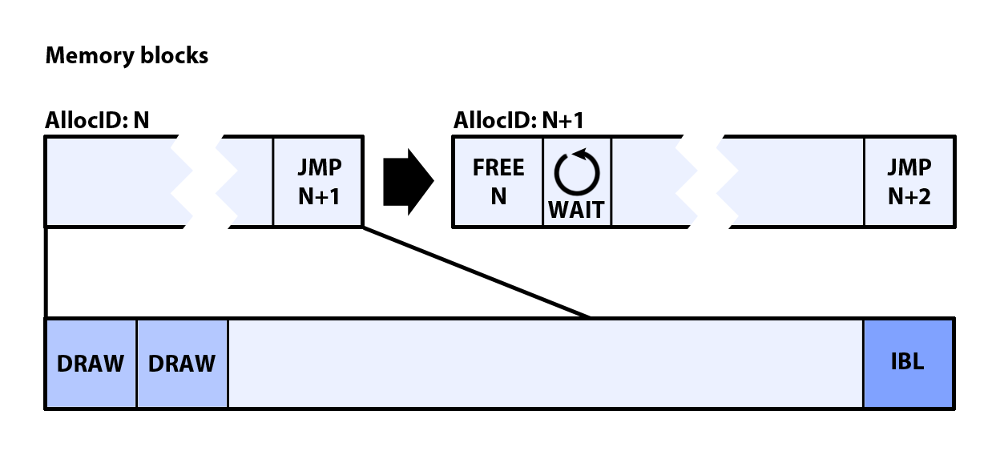 Memory blocks
AllocID: N
AllocID: N+1
JMP
N+1
FREE
N
WAIT
JMP
N+2
DRAW
DRAW
IBL